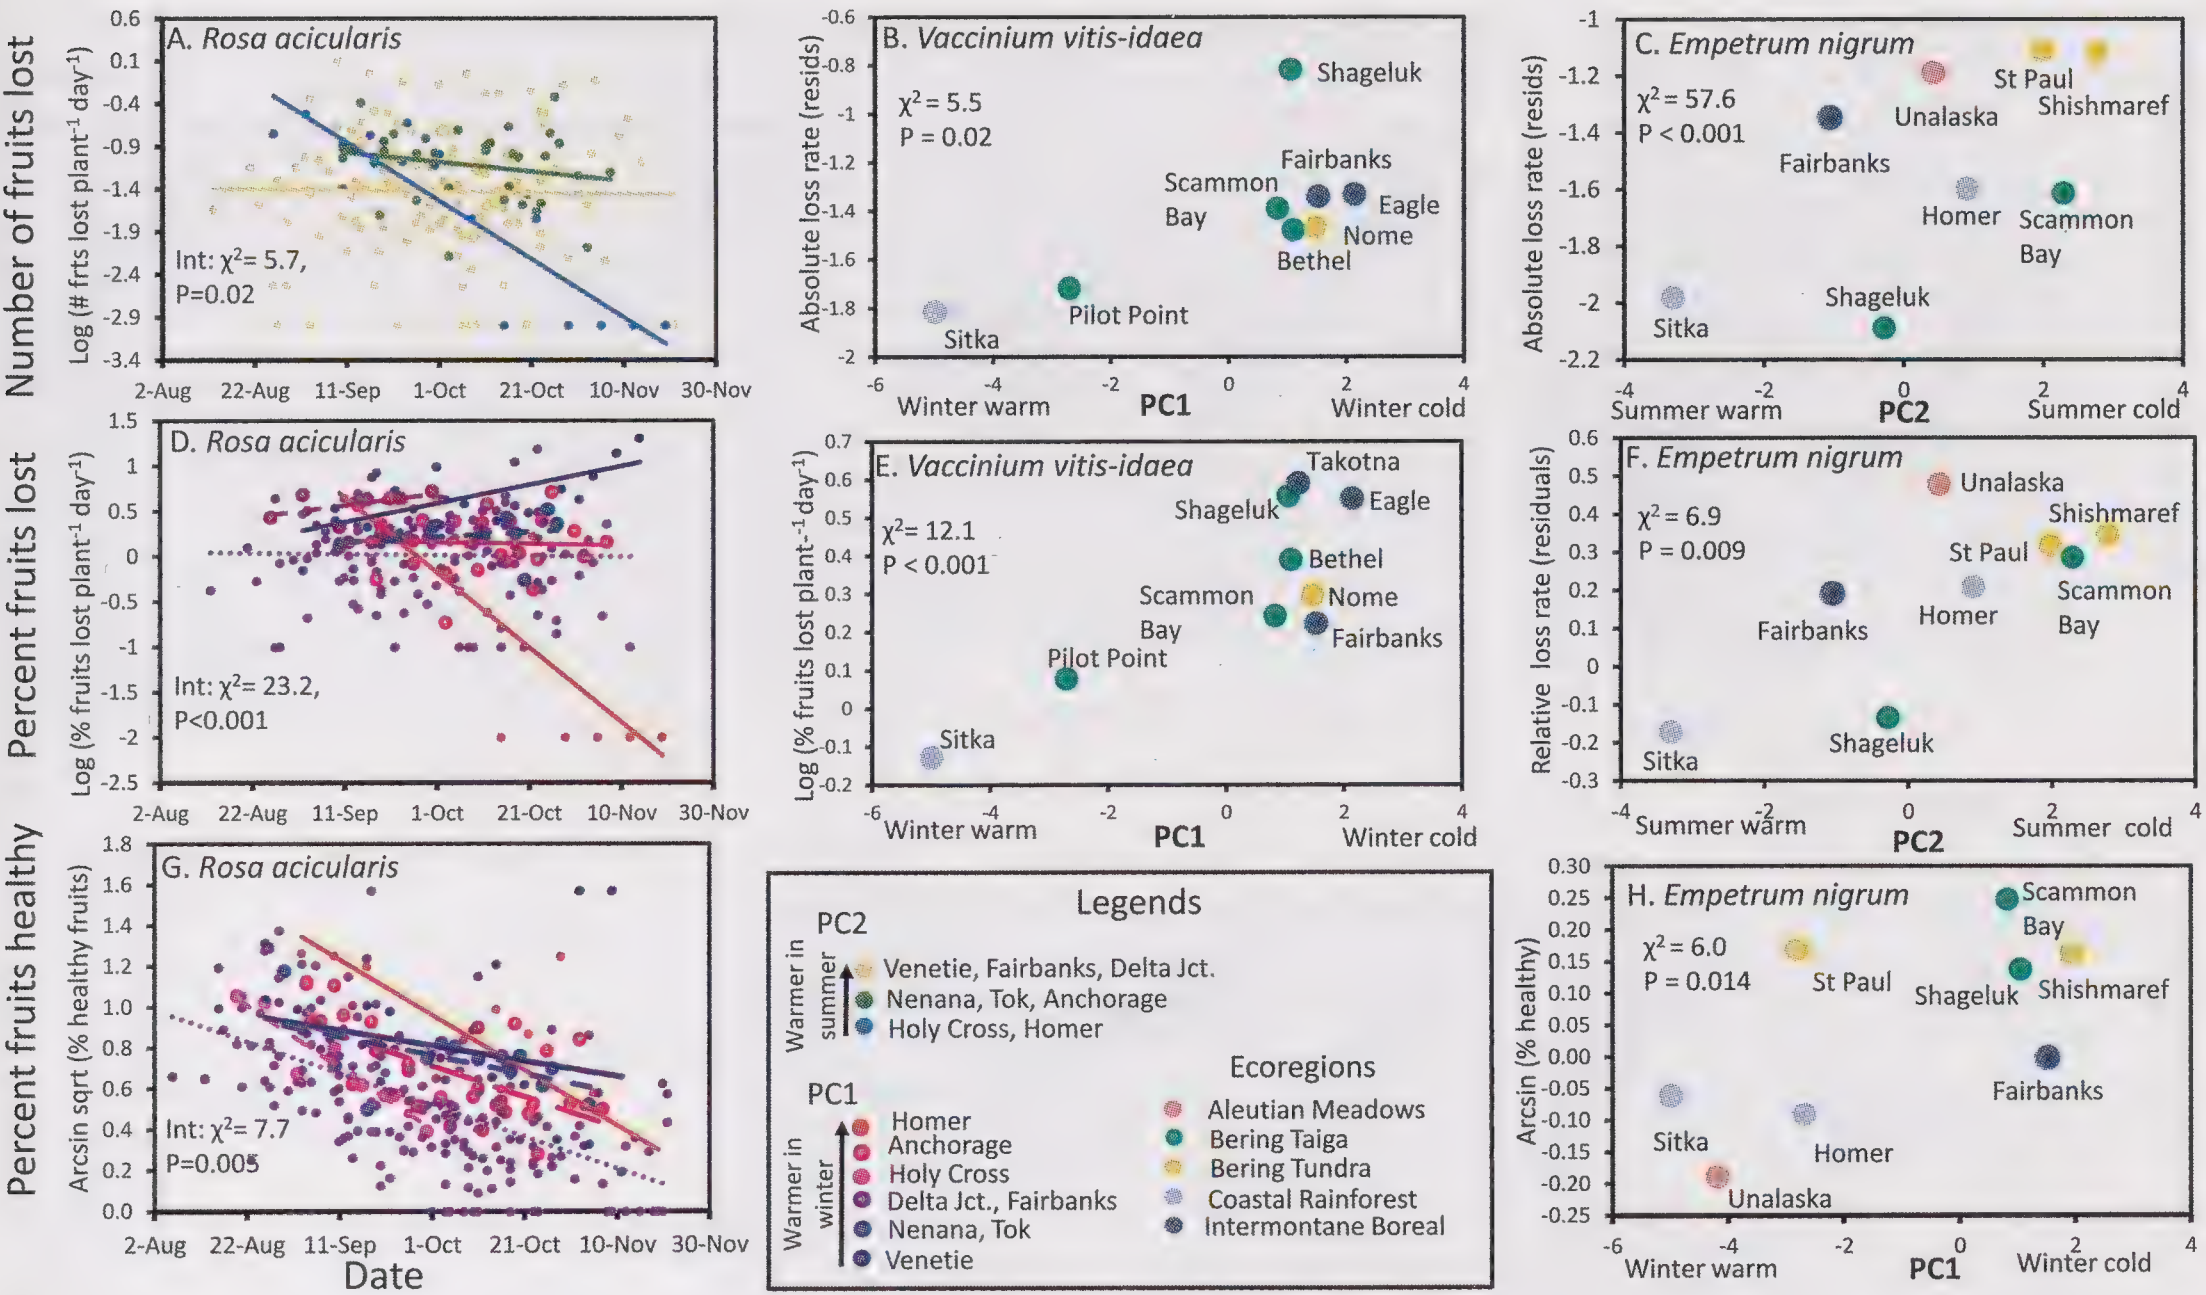 Number of fruits lost
Log (# frts lost plant⁻¹ day⁻¹)
0.6
0.1
-0.4
-0.9
-1.4
-1.9
-2.4
-2.9
-3.4
A. Rosa acicularis
Int: χ²= 5.7,
P=0.02
2-Aug 22-Aug 11-Sep 1-Oct 21-Oct 10-Nov 30-Nov
Absolute loss rate (resids)
-0.6
-0.8
-1
-1.2
-1.4
-1.6
-1.8
-2
B. Vaccinium vitis-idaea
χ²= 5.5
P = 0.02
Shageluk
Fairbanks
Scammon
Bay
Eagle
Nome
Bethel
Pilot Point
Sitka
-6 -4 -2 0 2 4
Winter warm PC1 Winter cold
Absolute loss rate (resids)
-1
-1.2
-1.4
-1.6
-1.8
-2
-2.2
C. Empetrum nigrum
χ²= 57.6
P < 0.001
St Paul
Shishmaref
Unalaska
Fairbanks
Homer
Scammon
Bay
Shageluk
Sitka
-4 -2 0 2 4
Summer warm PC2 Summer cold
Percent fruits lost
Log (% fruits lost plant⁻¹ day⁻¹)
1.5
1
0.5
0
-0.5
-1
-1.5
-2
-2.5
D. Rosa acicularis
Int: χ²= 23.2,
P<0.001
2-Aug 22-Aug 11-Sep 1-Oct 21-Oct 10-Nov 30-Nov
Log (% fruits lost plant-⁻¹ day⁻¹)
0.7
0.6
0.5
0.4
0.3
0.2
0.1
0
-0.1
-0.2
E. Vaccinium vitis-idaea
χ²= 12.1
P < 0.001
Takotna
Shageluk
Eagle
Bethel
Scammon
Bay
Nome
Fairbanks
Pilot Point
Sitka
-6 -4 -2 0 2 4
Winter warm PC1 Winter cold
Relative loss rate (residuals)
0.6
0.5
0.4
0.3
0.2
0.1
0
-0.1
-0.2
-0.3
F. Empetrum nigrum
χ²= 6.9
P = 0.009
Unalaska
Shishmaref
St Paul
Scammon
Bay
Homer
Fairbanks
Shageluk
Sitka
-4 -2 0 2 4
Summer warm PC2 Summer cold
Percent fruits healthy
Arcsin sqrt (% healthy fruits)
1.8
1.6
1.4
1.2
1.0
0.8
0.6
0.4
0.2
0.0
G. Rosa acicularis
Int: χ²= 7.7
P=0.005
2-Aug 22-Aug 11-Sep 1-Oct 21-Oct 10-Nov 30-Nov
Date
Legends
PC2
Warmer in
summer
Venetie, Fairbanks, Delta Jct.
Nenana, Tok, Anchorage
Holy Cross, Homer
PC1
Warmer in
winter
Homer
Anchorage
Holy Cross
Delta Jct., Fairbanks
Nenana, Tok
Venetie
Ecoregions
Aleutian Meadows
Bering Taiga
Bering Tundra
Coastal Rainforest
Intermontane Boreal
Arcsin (% healthy)
0.30
0.25
0.20
0.15
0.10
0.05
0.00
-0.05
-0.10
-0.15
-0.20
-0.25
H. Empetrum nigrum
χ²= 6.0
P = 0.014
Scammon
Bay
St Paul
Shageluk
Shishmaref
Fairbanks
Sitka
Homer
Unalaska
-6 -4 -2 0 2 4
Winter warm PC1 Winter cold